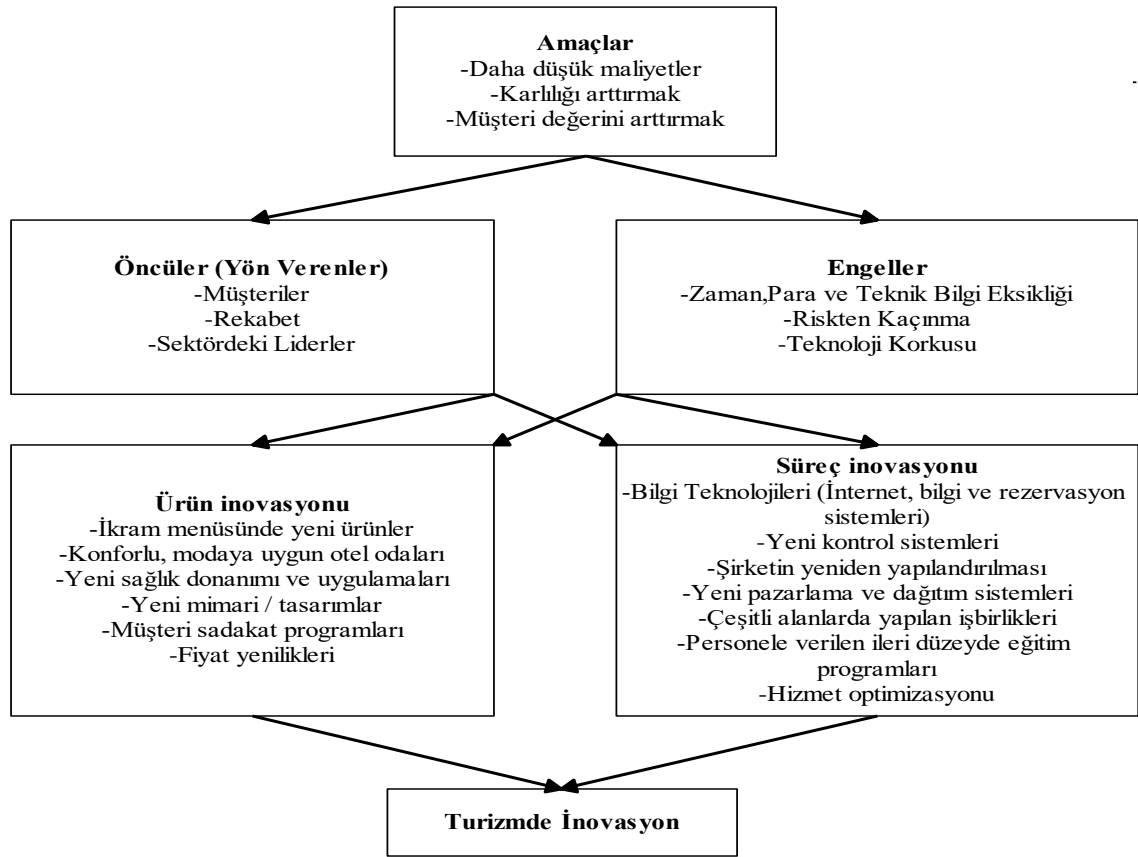 Amaçlar
-Daha düşük maliyetler
-Karlılığı arttırmak
-Müşteri değerini arttırmak
-
Öncüler (Yön Verenler)
-Müşteriler
-Rekabet
-Sektördeki Liderler
Engeller
-Zaman,Para ve Teknik Bilgi Eksikliği
-Riskten Kaçınma
-Teknoloji Korkusu
Ürün inovasyonu
-İkram menüsünde yeni ürünler
-Konforlu, modaya uygun otel odaları
-Yeni sağlık donanımı ve uygulamaları
-Yeni mimari / tasarımlar
-Müşteri sadakat programları
-Fiyat yenilikleri
Süreç inovasyonu
-Bilgi Teknolojileri (İnternet, bilgi ve rezervasyon
sistemleri)
-Yeni kontrol sistemleri
-Şirketin yeniden yapılandırılması
-Yeni pazarlama ve dağıtım sistemleri
-Çeşitli alanlarda yapılan işbirlikleri
-Personele verilen ileri düzeyde eğitim
programları
-Hizmet optimizasyonu
Turizmde İnovasyon